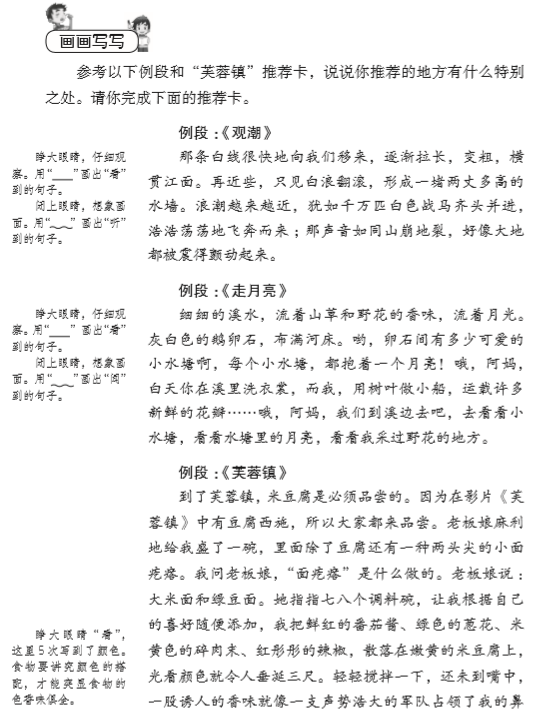 画画写写
参考以下例段和“芙蓉镇”推荐卡，说说你推荐的地方有什么特别
之处。请你完成下面的推荐卡。
例段：《观潮》
睁大眼睛，仔细观
察。用“___”画出“看”
到的句子。
闭上眼睛，想象画
面。用“﹏﹏”画出“听”
到的句子。
那条白线很快地向我们移来，逐渐拉长，变粗，横
贯江面。再近些，只见白浪翻滚，形成一堵两丈多高的
水墙。浪潮越来越近，犹如千万匹白色战马齐头并进，
浩浩荡荡地飞奔而来；那声音如同山崩地裂，好像大地
都被震得颤动起来。
例段：《走月亮》
睁大眼睛，仔细观
察。用“___”画出“看”
到的句子。
闭上眼睛，想象画
面。用“﹏﹏”画出“闻”
到的句子。
细细的溪水，流着山草和野花的香味，流着月光。
灰白色的鹅卵石，布满河床。哟，卵石间有多少可爱的
小水塘啊，每个小水塘，都抱着一个月亮！哦，阿妈，
白天你在溪里洗衣裳，而我，用树叶做小船，运载许多
新鲜的花瓣……哦，阿妈，我们到溪边去吧，去看看小
水塘，看看水塘里的月亮，看看我采过野花的地方。
例段：《芙蓉镇》
到了芙蓉镇，米豆腐是必须品尝的。因为在影片《芙
蓉镇》中有豆腐西施，所以大家都来品尝。老板娘麻利
地给我盛了一碗，里面除了豆腐还有一种两头尖的小面
疙瘩。我问老板娘，“面疙瘩”是什么做的。老板娘说：
大米面和绿豆面。她指指七八个调料碗，让我根据自己
的喜好随便添加，我把鲜红的番茄酱、绿色的葱花、米
黄色的碎肉末、红彤彤的辣椒，散落在嫩黄的米豆腐上，
光看颜色就令人垂涎三尺。轻轻搅拌一下，还未到嘴中，
一股诱人的香味就像一支声势浩大的军队占领了我的鼻
睁大眼睛“看”，
这里5次写到了颜色。
食物要讲究颜色的搭
配，才能突显食物的
色香味俱全。